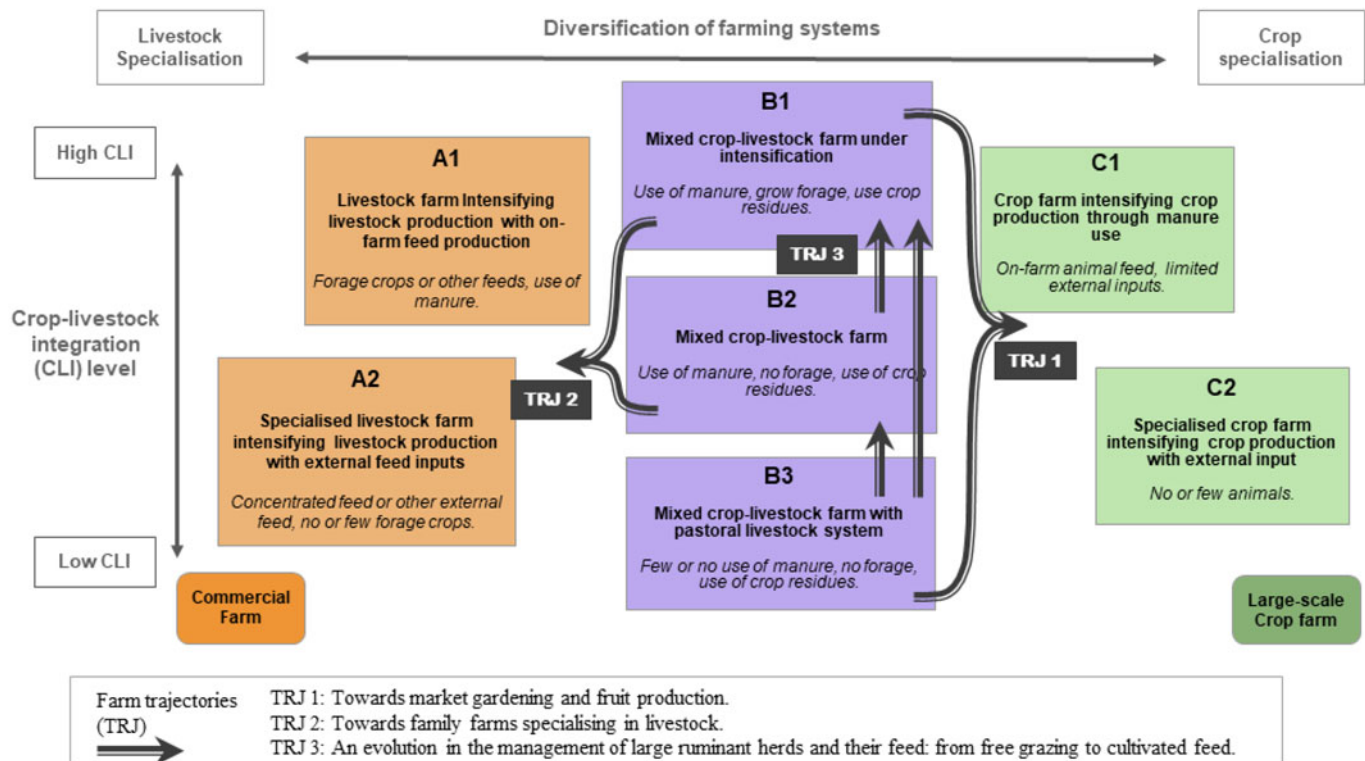 Livestock
Specialisation
Diversification of farming systems
Crop
specialisation
High CLI
Crop-livestock
integration
(CLI) level
Low CLI
A1
Livestock farm Intensifying
livestock production with on-
farm feed production
Forage crops or other feeds, use of
manure.
A2
Specialised livestock farm
intensifying livestock production
with external feed inputs
Concentrated feed or other external
feed, no or few forage crops.
Commercial
Farm
B1
Mixed crop-livestock farm under
intensification
Use of manure, grow forage, use crop
residues.
TRJ 3
B2
Mixed crop-livestock farm
Use of manure, no forage, use of crop
residues.
TRJ 2
B3
Mixed crop-livestock farm with
pastoral livestock system
Few or no use of manure, no forage,
use of crop residues.
C1
Crop farm intensifying crop
production through manure
use
On-farm animal feed, limited
external inputs.
TRJ 1
C2
Specialised crop farm
intensifying crop production
with external input
No or few animals.
Large-scale
Crop farm
Farm trajectories
(TRJ)
TRJ 1: Towards market gardening and fruit production.
TRJ 2: Towards family farms specialising in livestock.
TRJ 3: An evolution in the management of large ruminant herds and their feed: from free grazing to cultivated feed.